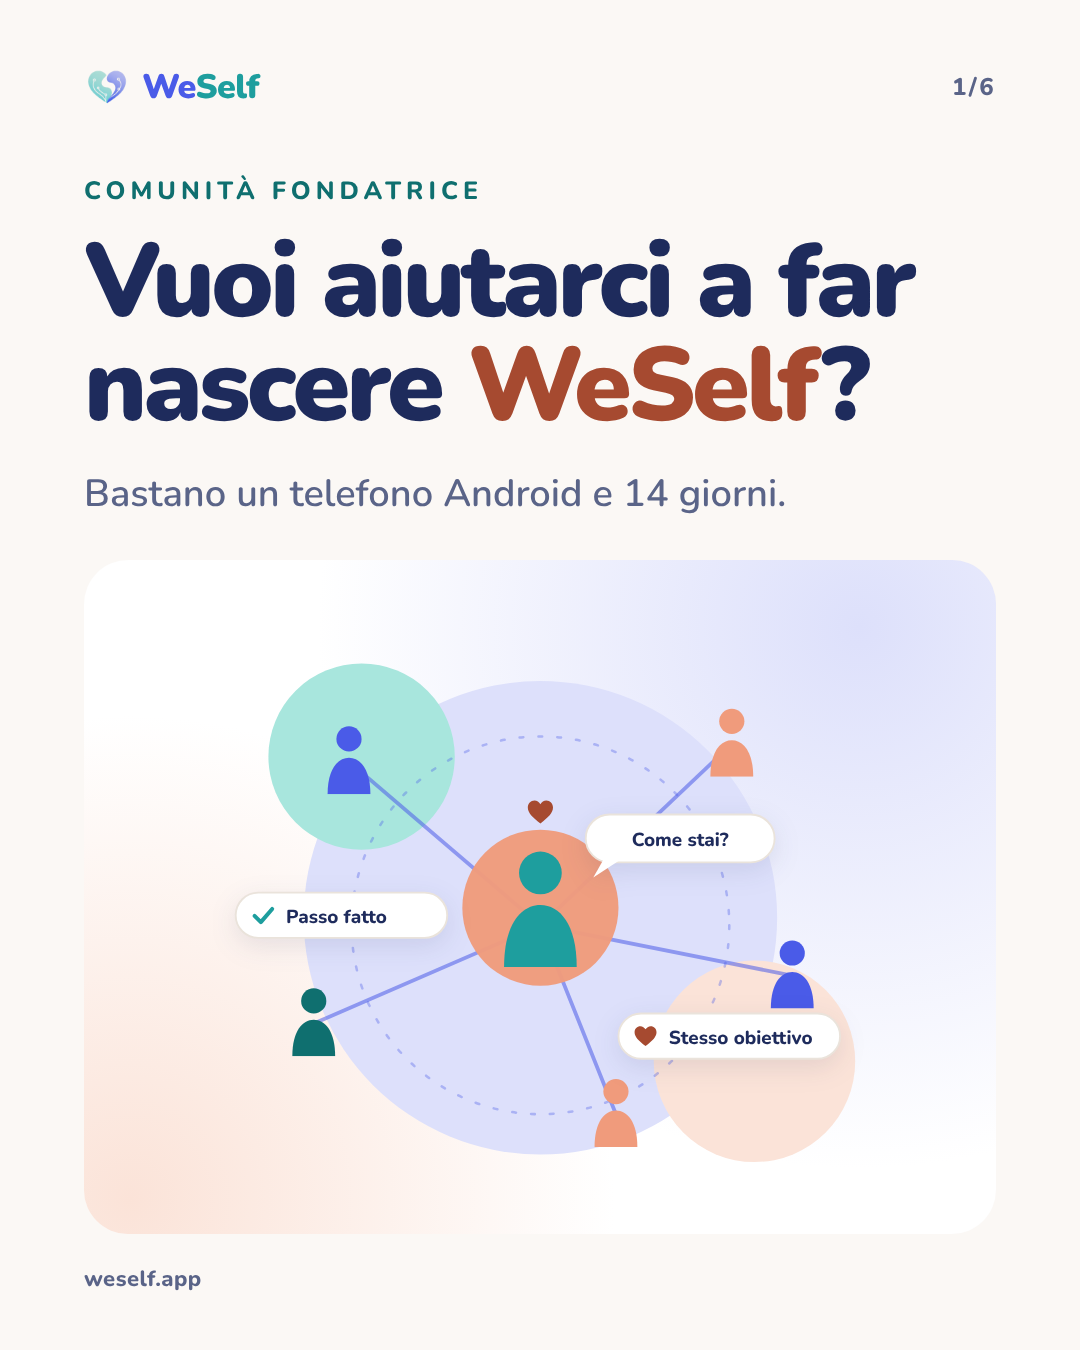 WeSelf
1/6
COMUNITÀ FONDATRICE
Vuoi aiutarci a far
nascere WeSelf?
Bastano un telefono Android e 14 giorni.
Come stai?
Passo fatto
Stesso obiettivo
weself.app